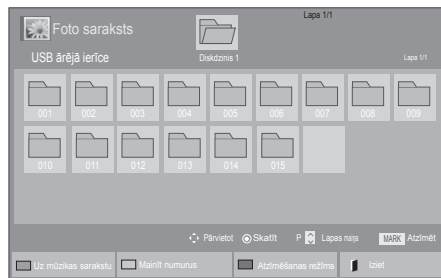 Lapa 1/1
Foto saraksts
USB ārējā ierīce
Diskdzinis 1
Lapa 1/1
001 002 003 004 005 006 007 008 009
010 011 012 013 014 015
Pārvietot Skatīt P Lapas maiņa MARK Atzīmēt
Uz mūzikas sarakstu Mainīt numurus Atzīmēšanas režīms Iziet